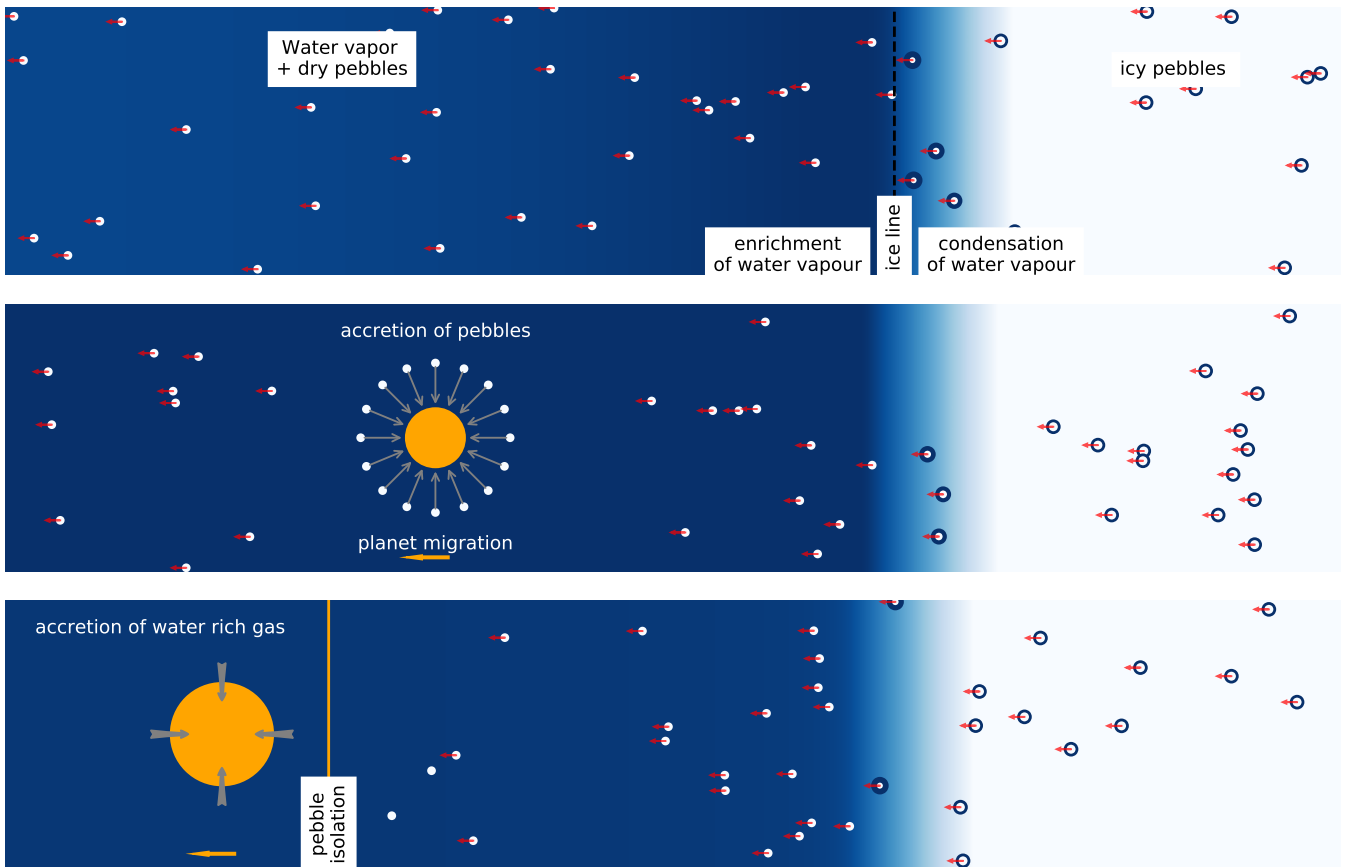 Water vapor
+ dry pebbles
icy pebbles
enrichment
of water vapour
ice line
condensation
of water vapour
accretion of pebbles
planet migration
accretion of water rich gas
pebble
isolation